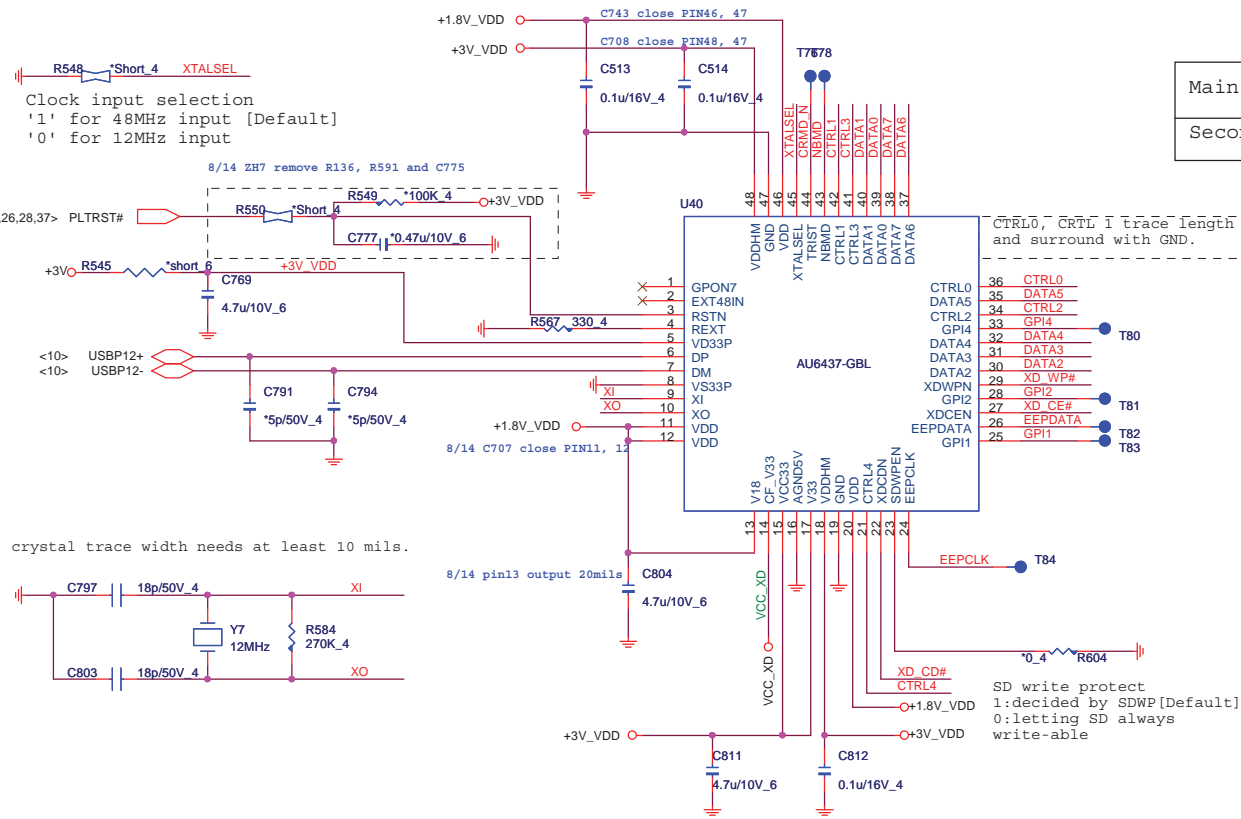 +1.8V_VDD
C743 close PIN46, 47
+3V_VDD
C708 close PIN48, 47
R548 *Short_4 XTALSEL
Clock input selection
'1' for 48MHz input [Default]
'0' for 12MHz input
C513
0.1u/16V_4
C514
0.1u/16V_4
T78
Main
Secon
XTALSEL
CRMD_N
NBMD
CTRL1
CTRL3
DATA1
DATA0
DATA7
DATA6
8/14 ZH7 remove R136, R591 and C775
,26,28,37> PLTRST#
R550 *Short_4
R549 *100K_4 +3V_VDD
C777 *0.47u/10V_6
+3V R545 *short_6 +3V_VDD
C769
4.7u/10V_6
R567 330_4
<10> USBP12+
<10> USBP12-
C791
*5p/50V_4
C794
*5p/50V_4
XI
XO
+1.8V_VDD
8/14 C707 close PIN11, 12
U40
48 47 46 45 44 43 42 41 40 39 38 37
VDDHM
GND
VDD
XTALSEL
TRIST
NBMD
CTRL1
CTRL3
DATA1
DATA0
DATA7
DATA6
1 GPON7
2 EXT48IN
3 RSTN
4 REXT
5 VD33P
6 DP
7 DM
8 VS33P
9 XI
10 XO
11 VDD
12 VDD
AU6437-GBL
CTRL0, CRTL 1 trace length
and surround with GND.
CTRL0 36 CTRL0
DATA5 35 DATA5
CTRL2 34 CTRL2
GPI4 33 GPI4 T80
DATA4 32 DATA4
DATA3 31 DATA3
DATA2 30 DATA2
XDWPN 29 XD_WP#
GPI2 28 GPI2 T81
XDCEN 27 XD_CE#
EEPDATA 26 EEPDATA T82
GPI1 25 GPI1 T83
V18
CF_V33
VCC33
AGND5V
V33
VDDHM
GND
VDD
CTRL4
XDCDN
SDWPEN
EEPCLK
13 14 15 16 17 18 19 20 21 22 23 24
EEPCLK T84
crystal trace width needs at least 10 mils.
C797 18p/50V_4 XI
Y7
12MHz
R584
270K_4
C803 18p/50V_4 XO
8/14 pin13 output 20mils
C804
4.7u/10V_6
VCC_XD
VCC_XD
*0_4 R604
XD_CD#
CTRL4
+1.8V_VDD
SD write protect
1:decided by SDWP[Default]
0:letting SD always
write-able
+3V_VDD
+3V_VDD
C811
4.7u/10V_6
C812
0.1u/16V_4